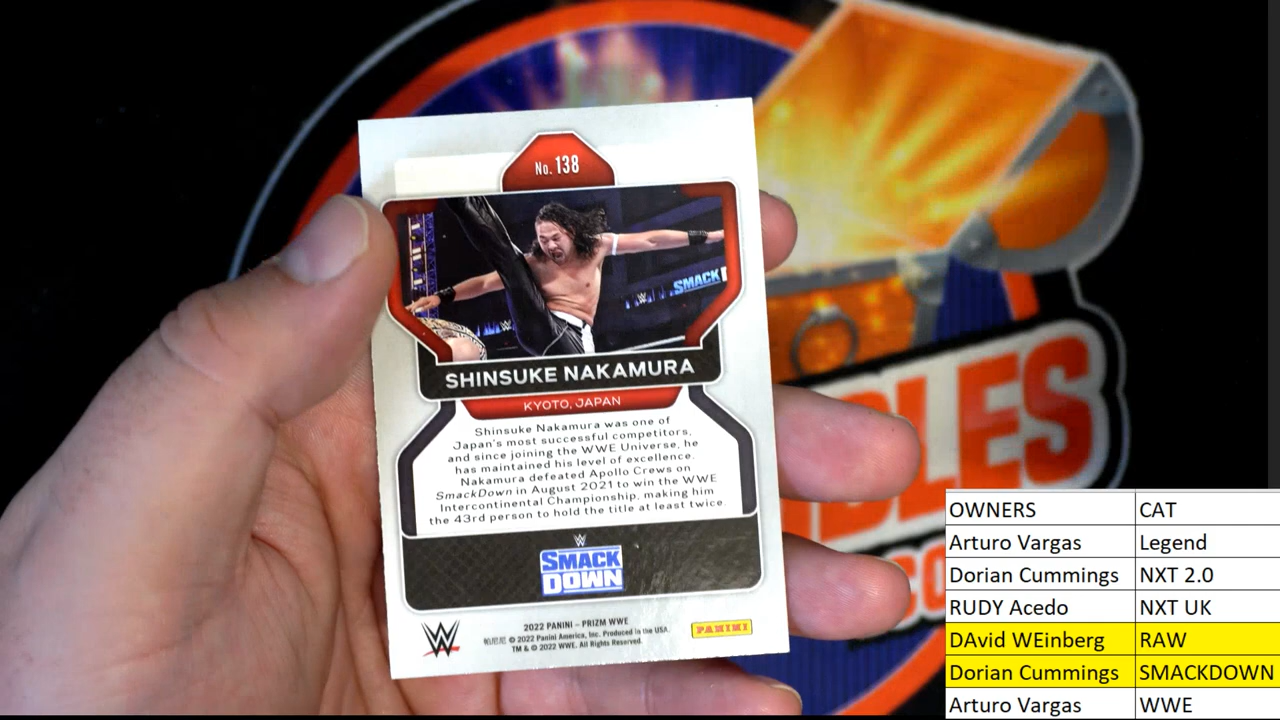 No. 138
SMACK
SHINSUKE NAKAMURA
KYOTO, JAPAN
Shinsuke Nakamura was one of
Japan's most successful competitors,
and since joining the WWE Universe, he
has maintained his level of excellence.
Nakamura defeated Apollo Crews on
SmackDown in August 2021 to win the WWE
Intercontinental Championship, making him
the 43rd person to hold the title at least twice.
W
SMACK
DOWN
W
2022 PANINI – PRIZM WWE
帕尼尼 © 2022 Panini America, Inc. Produced in the USA.
TM & © 2022 WWE. All Rights Reserved.
PANINI
IBLES
CO
OWNERS CAT
Arturo Vargas Legend
Dorian Cummings NXT 2.0
RUDY Acedo NXT UK
DAvid WEinberg RAW
Dorian Cummings SMACKDOWN
Arturo Vargas WWE